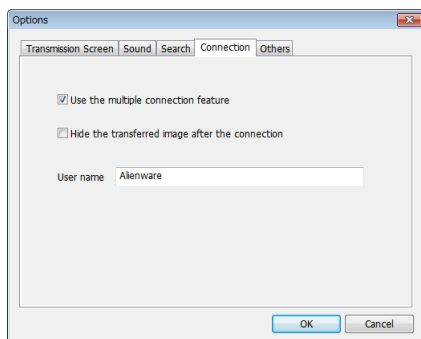 Options
Transmission Screen Sound Search Connection Others
Use the multiple connection feature
Hide the transferred image after the connection
User name Alienware
OK Cancel